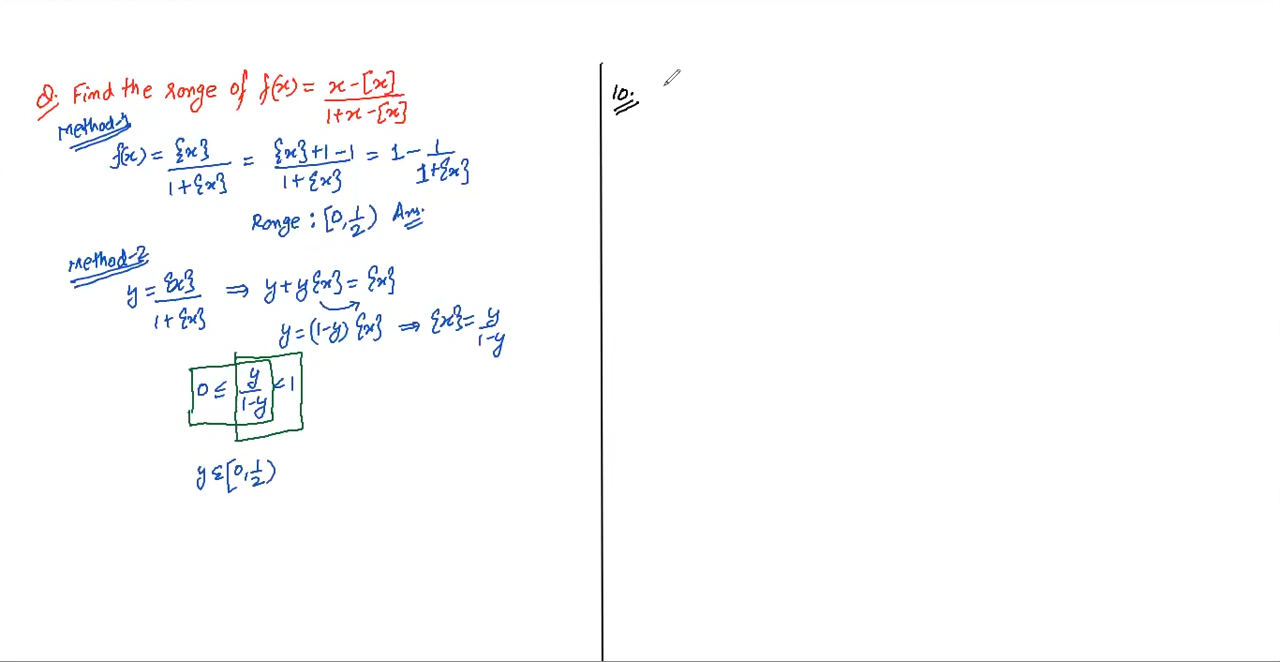 Q. Find the range of f(x) = (x-[x])/(1+x-[x])
Method-1
f(x) = {x}/(1+{x}) = ({x}+1-1)/(1+{x}) = 1 - 1/(1+{x})
Range : [0, 1/2) Ans.
Method-2
y = {x}/(1+{x}) ⇒ y+y{x} = {x}
y = (1-y) {x} ⇒ {x} = y/(1-y)
0 ≤ y/(1-y) < 1
y ε [0, 1/2)
10.